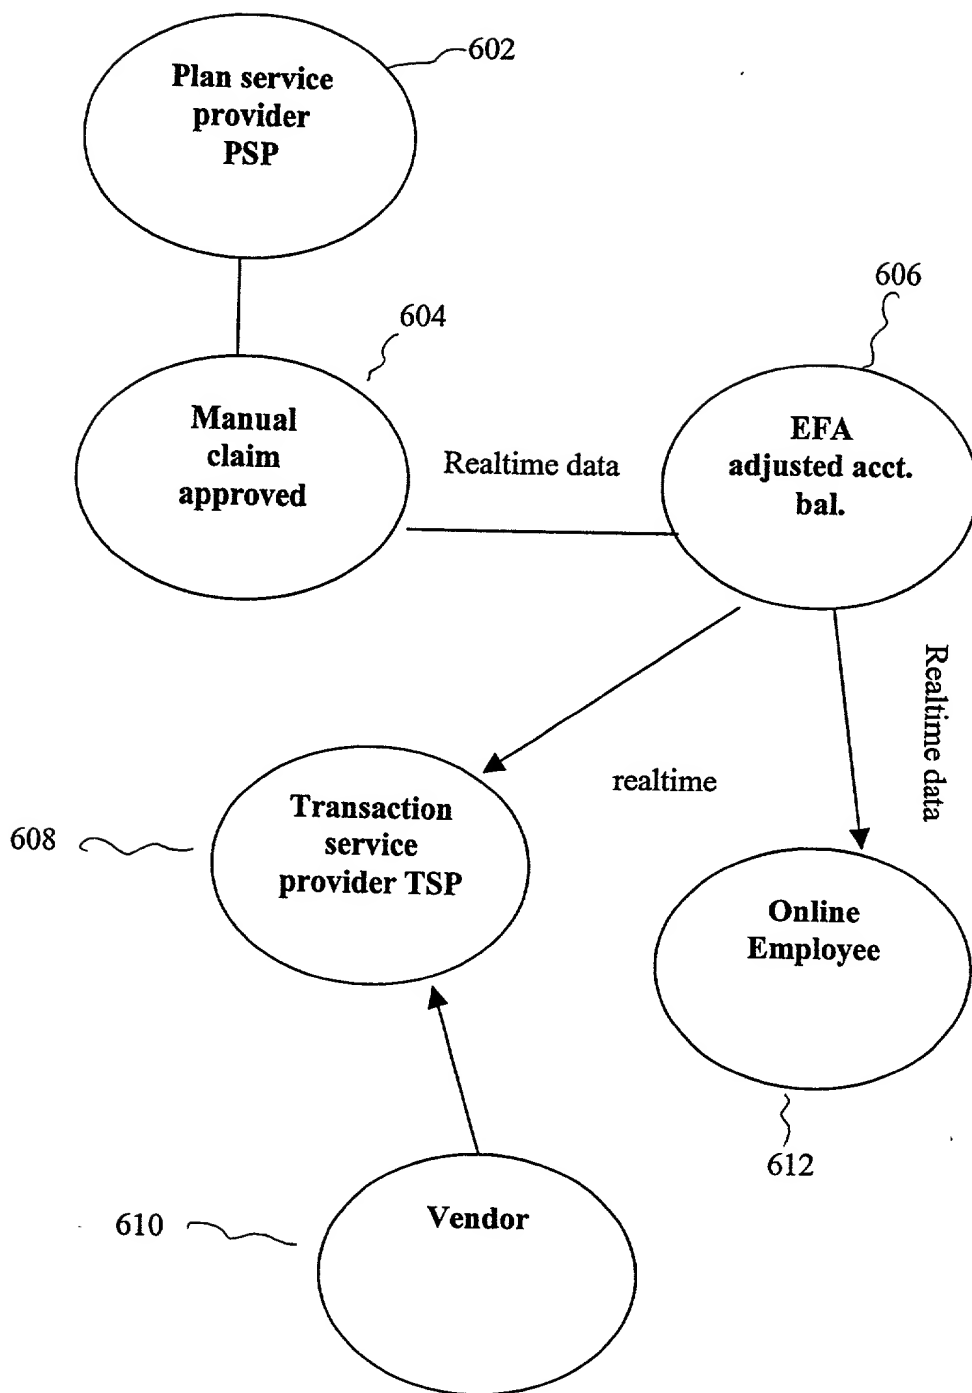 602
Plan service
provider
PSP
606
604
Manual
claim
approved
Realtime data
EFA
adjusted acct.
bal.
Realtime data
realtime
608
Transaction
service
provider TSP
Online
Employee
612
610
Vendor